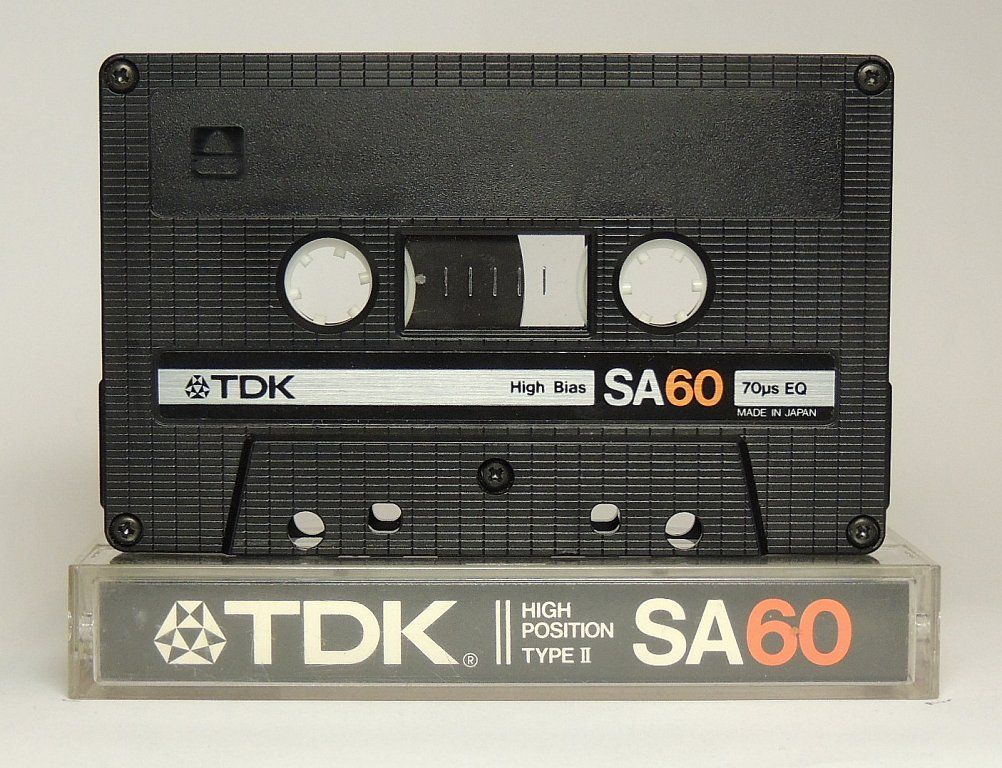 TDK High Bias SA60 70µs EQ
MADE IN JAPAN
TDK® HIGH POSITION TYPE II SA60